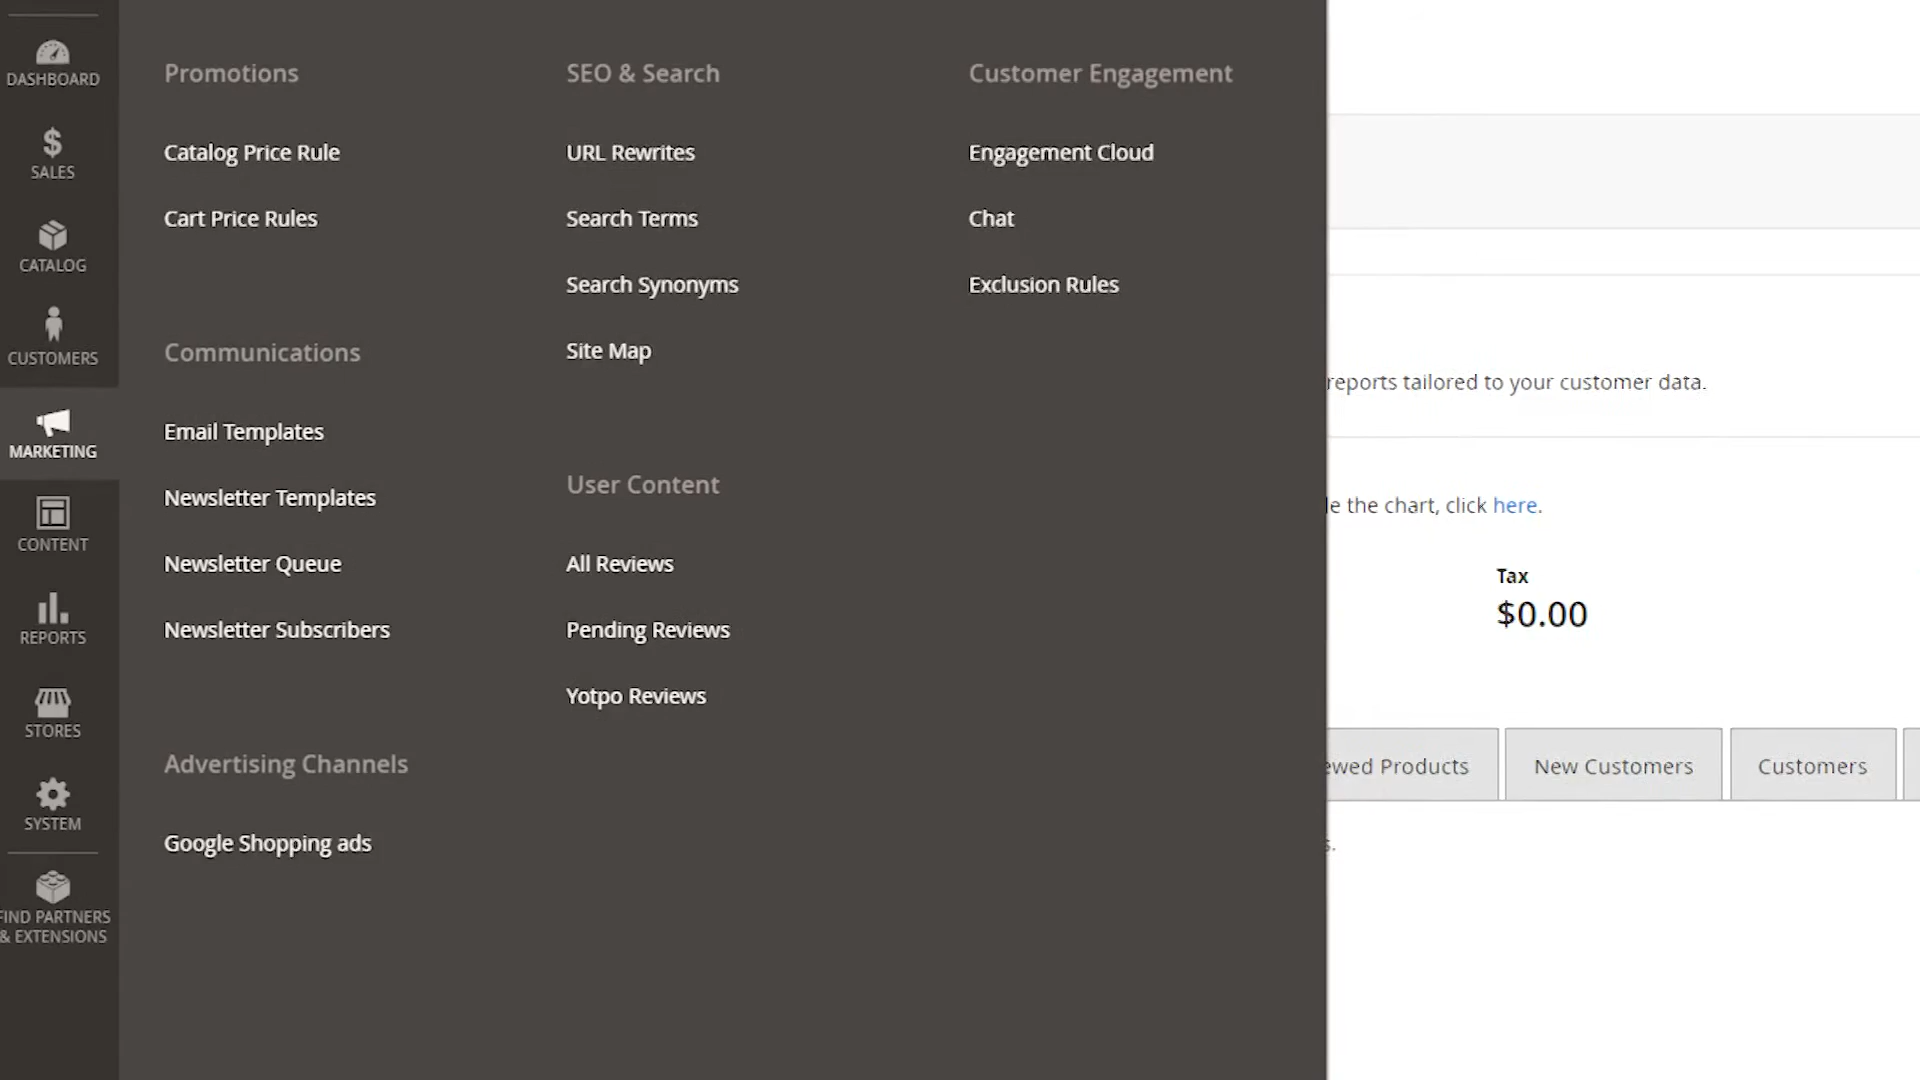 DASHBOARD
SALES
CATALOG
CUSTOMERS
MARKETING
CONTENT
REPORTS
STORES
SYSTEM
FIND PARTNERS
& EXTENSIONS
Promotions
Catalog Price Rule
Cart Price Rules
Communications
Email Templates
Newsletter Templates
Newsletter Queue
Newsletter Subscribers
Advertising Channels
Google Shopping ads
SEO & Search
URL Rewrites
Search Terms
Search Synonyms
Site Map
User Content
All Reviews
Pending Reviews
Yotpo Reviews
Customer Engagement
Engagement Cloud
Chat
Exclusion Rules
reports tailored to your customer data.
the chart, click here.
Tax
$0.00
Products
New Customers
Customers